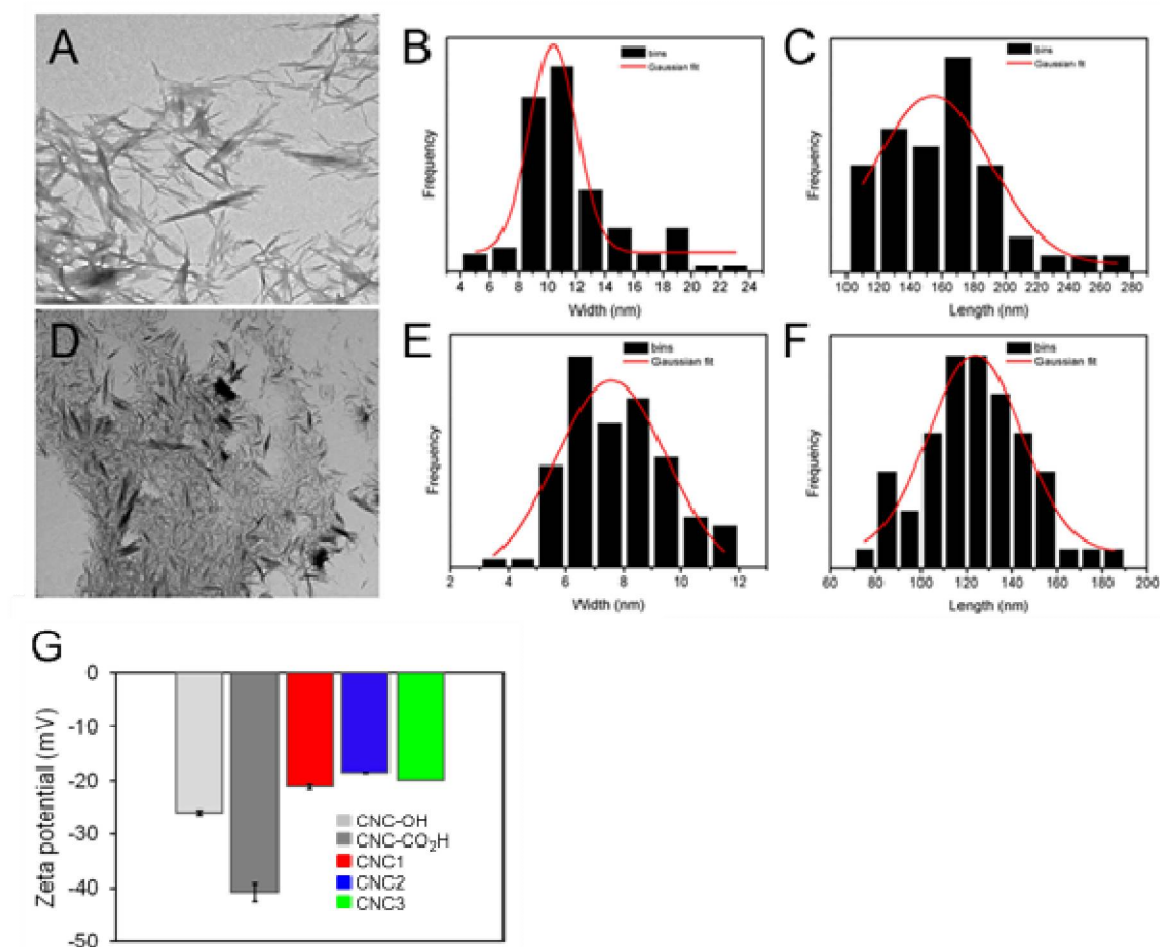 A
B
bins
Gaussian fit
Frequency
4 6 8 10 12 14 16 18 20 22 24
Width (nm)
C
bins
Gaussian fit
Frequency
100 120 140 160 180 200 220 240 260 280
Length (nm)
D
E
bins
Gaussian fit
Frequency
2 4 6 8 10 12
Width (nm)
F
bins
Gaussian fit
Frequency
60 80 100 120 140 160 180 200
Length (nm)
G
Zeta potential (mV)
0
-10
-20
-30
-40
-50
CNC-OH
CNC-CO2H
CNC1
CNC2
CNC3